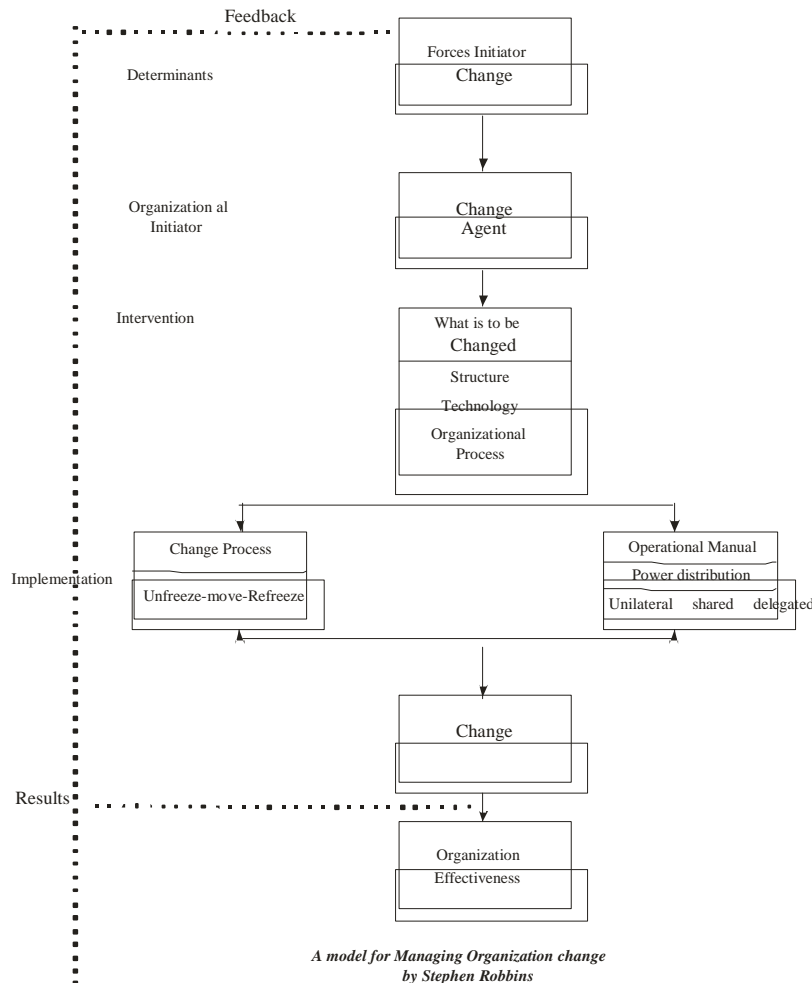 Feedback
Forces Initiator
Change
Determinants
Organization al
Initiator
Change
Agent
Intervention
What is to be
Changed
Structure
Technology
Organizational
Process
Implementation
Change Process
Unfreeze-move-Refreeze
Operational Manual
Power distribution
Unilateral shared delegated
Change
Results
Organization
Effectiveness
A model for Managing Organization change
by Stephen Robbins